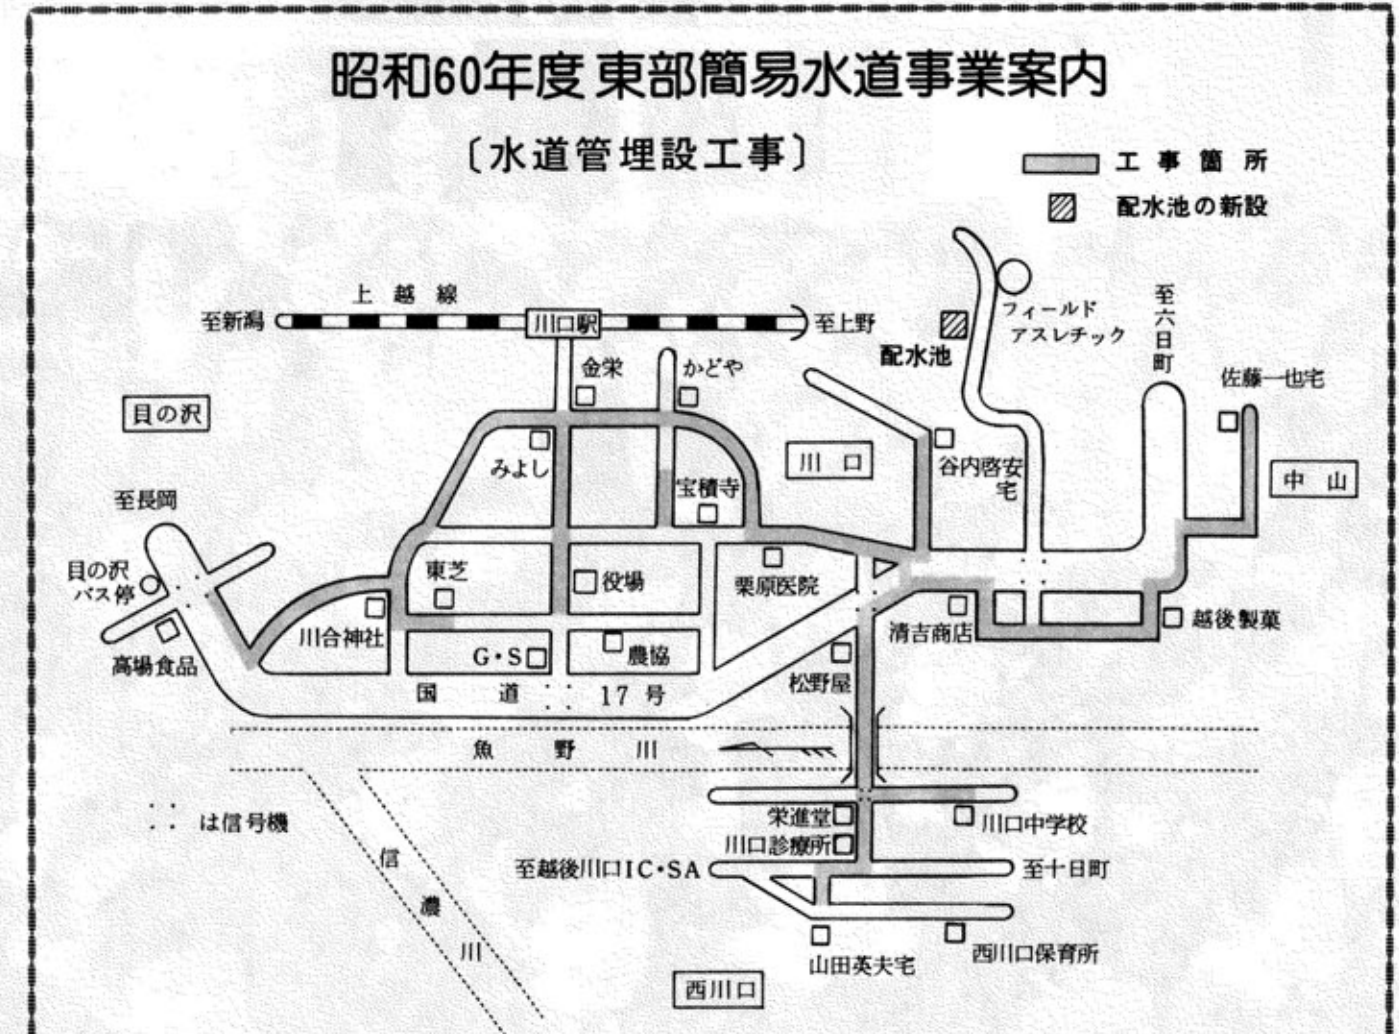 昭和60年度東部簡易水道事業案内
〔水道管埋設工事〕
工事箇所
配水池の新設
上越線
至新潟
川口駅
至上野
フィールド
アスレチック
配水池
至六日町
佐藤一也宅
金栄
かどや
貝の沢
みよし
川口
谷内啓安
宅
中山
至長岡
宝積寺
貝の沢
バス停
東芝
役場
栗原医院
川合神社
清吉商店
越後製菓
高場食品
G・S
農協
松野屋
国道17号
魚野川
∴は信号機
栄進堂
川口中学校
川口診療所
信濃川
至越後川口IC・SA
至十日町
山田英夫宅
西川口保育所
西川口